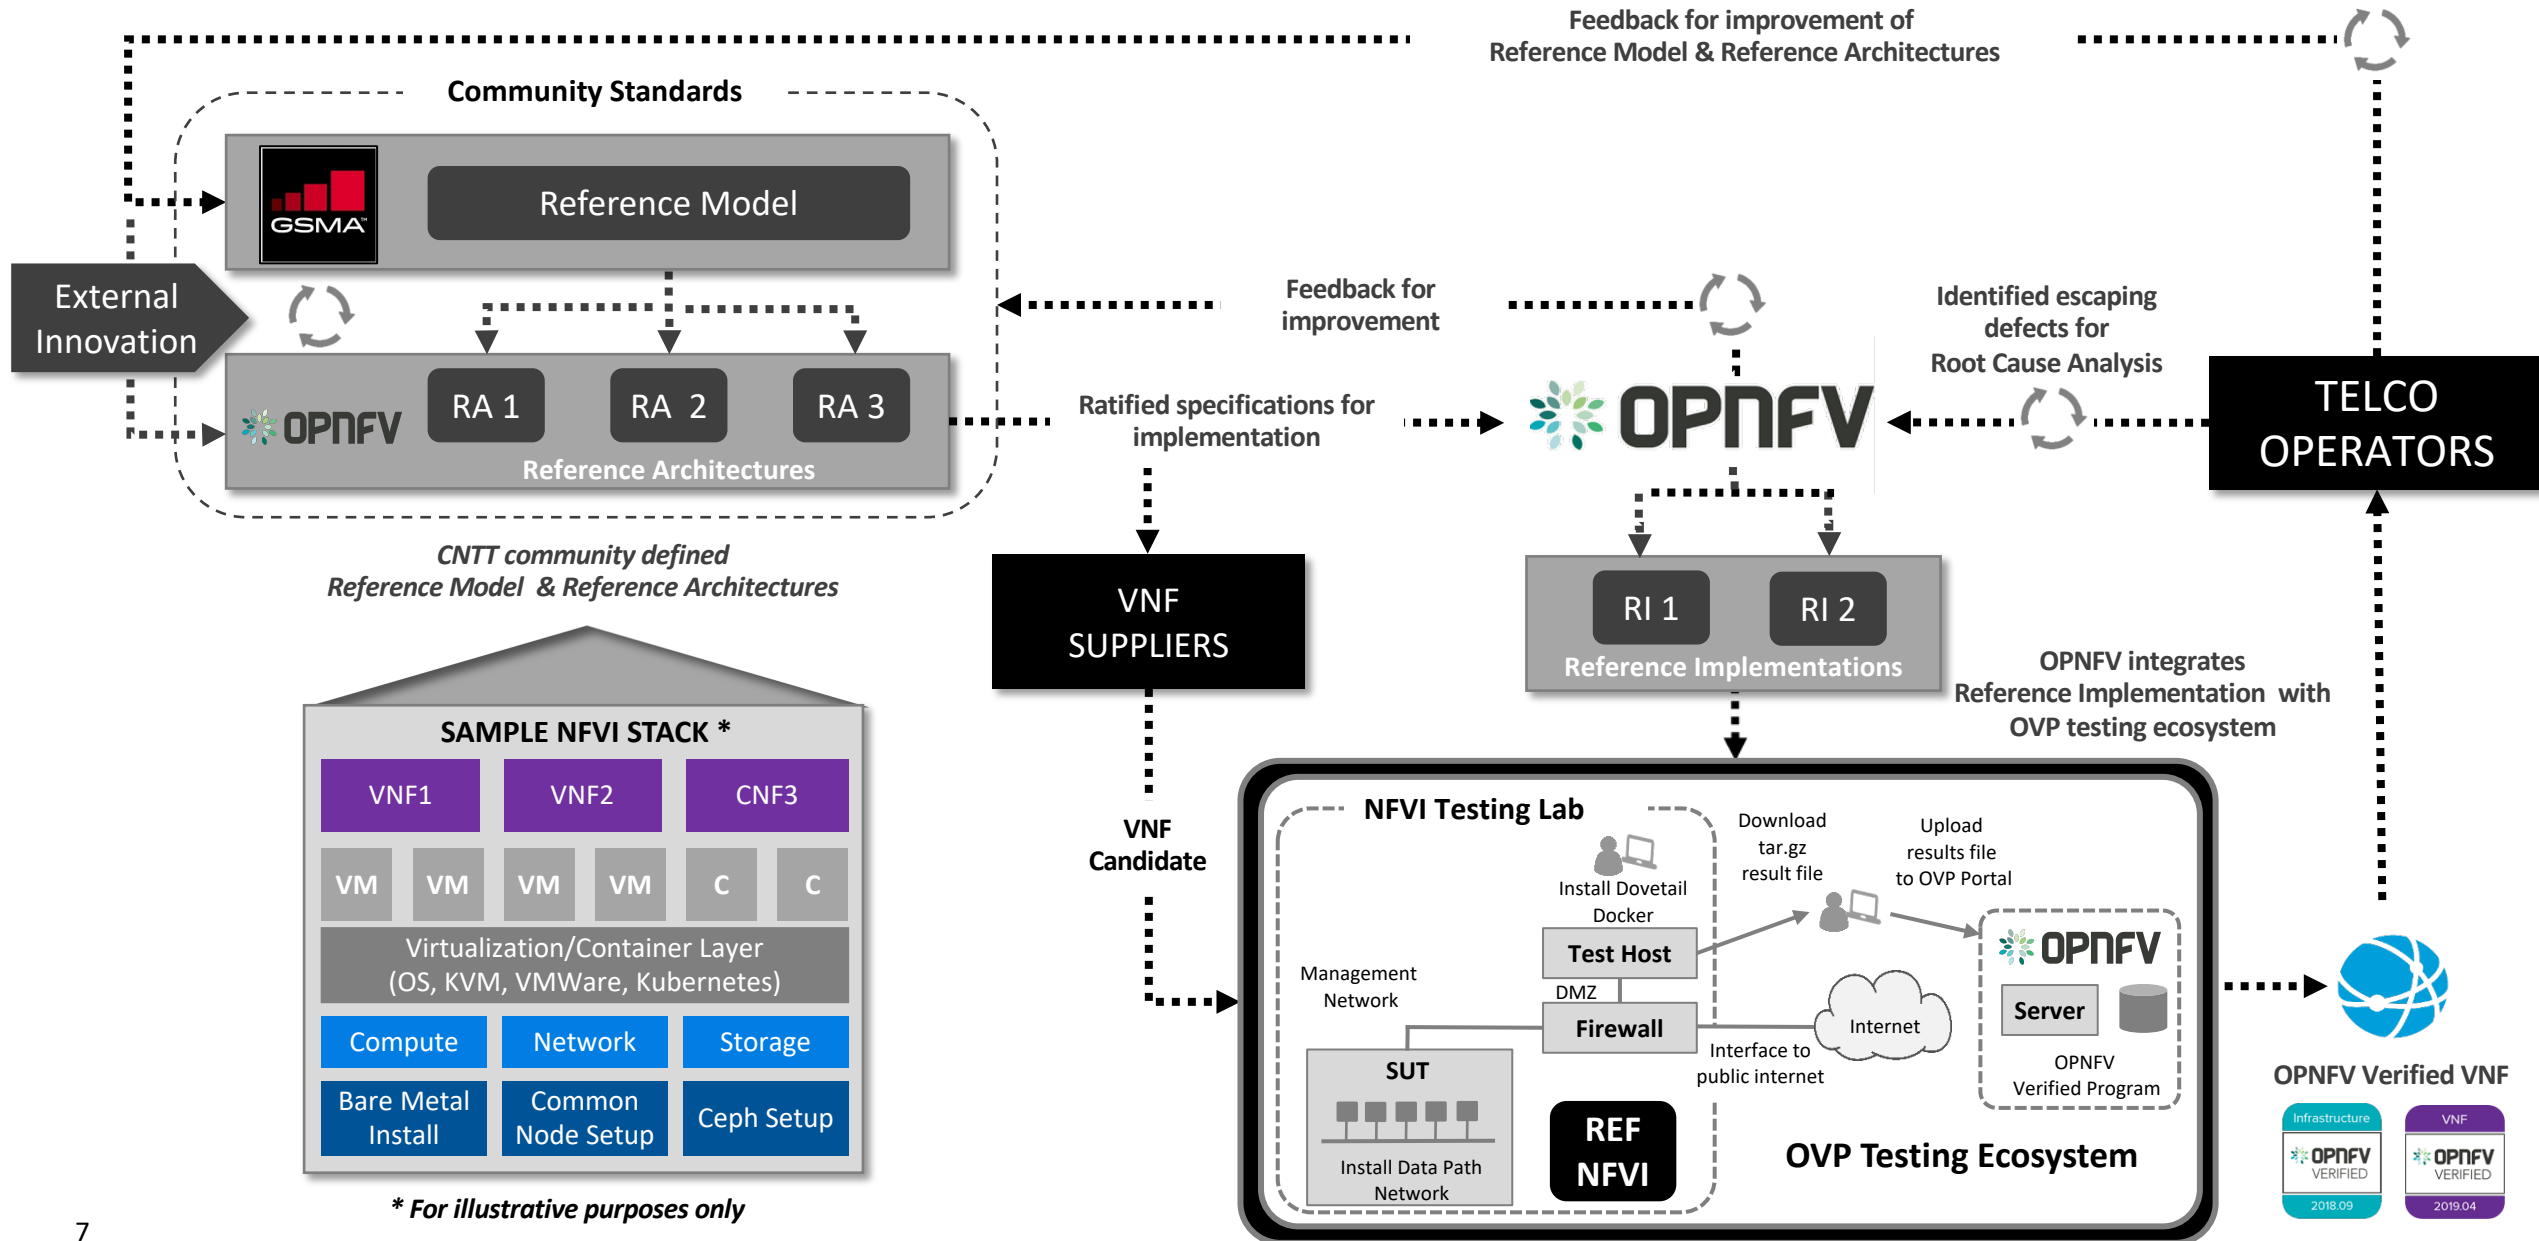 Feedback for improvement of
Reference Model & Reference Architectures
Community Standards
GSMA™
Reference Model
External
Innovation
Feedback for
improvement
Identified escaping
defects for
Root Cause Analysis
OPNFV
RA 1
RA 2
RA 3
Reference Architectures
Ratified specifications for
implementation
OPNFV
TELCO
OPERATORS
CNTT community defined
Reference Model & Reference Architectures
VNF
SUPPLIERS
RI 1
RI 2
Reference Implementations
OPNFV integrates
Reference Implementation with
OVP testing ecosystem
SAMPLE NFVI STACK *
VNF1
VNF2
CNF3
VM
VM
VM
VM
C
C
Virtualization/Container Layer
(OS, KVM, VMWare, Kubernetes)
Compute
Network
Storage
Bare Metal
Install
Common
Node Setup
Ceph Setup
* For illustrative purposes only
VNF
Candidate
NFVI Testing Lab
Install Dovetail
Docker
Test Host
DMZ
Firewall
Management
Network
SUT
Install Data Path
Network
REF
NFVI
Download
tar.gz
result file
Upload
results file
to OVP Portal
Internet
Interface to
public internet
OPNFV
Server
OPNFV
Verified Program
OVP Testing Ecosystem
OPNFV Verified VNF
Infrastructure
OPNFV
VERIFIED
2018.09
VNF
OPNFV
VERIFIED
2019.04
7